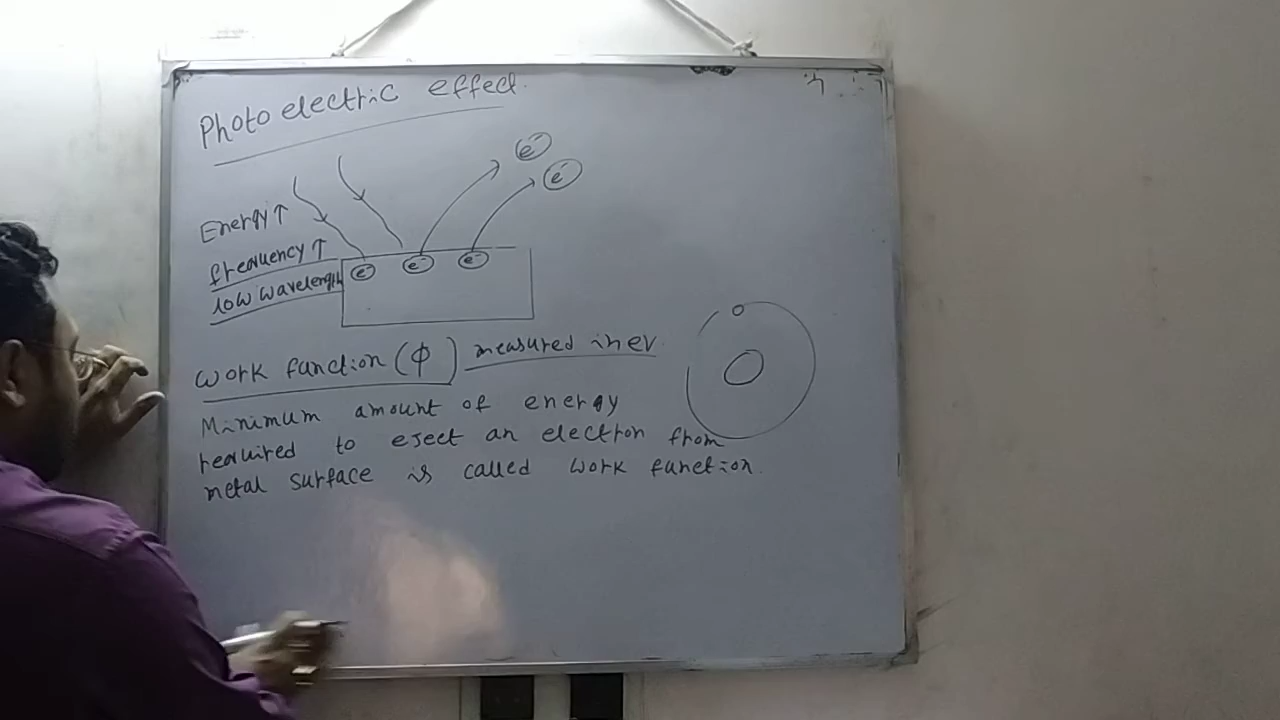 Photo electric effect.
e-
e-
Energy ↑
frequency ↑
low wavelength
e-
e-
e-
work function (ϕ) measured in ev.
Minimum amount of energy
required to eject an electron from
metal surface is called work function.